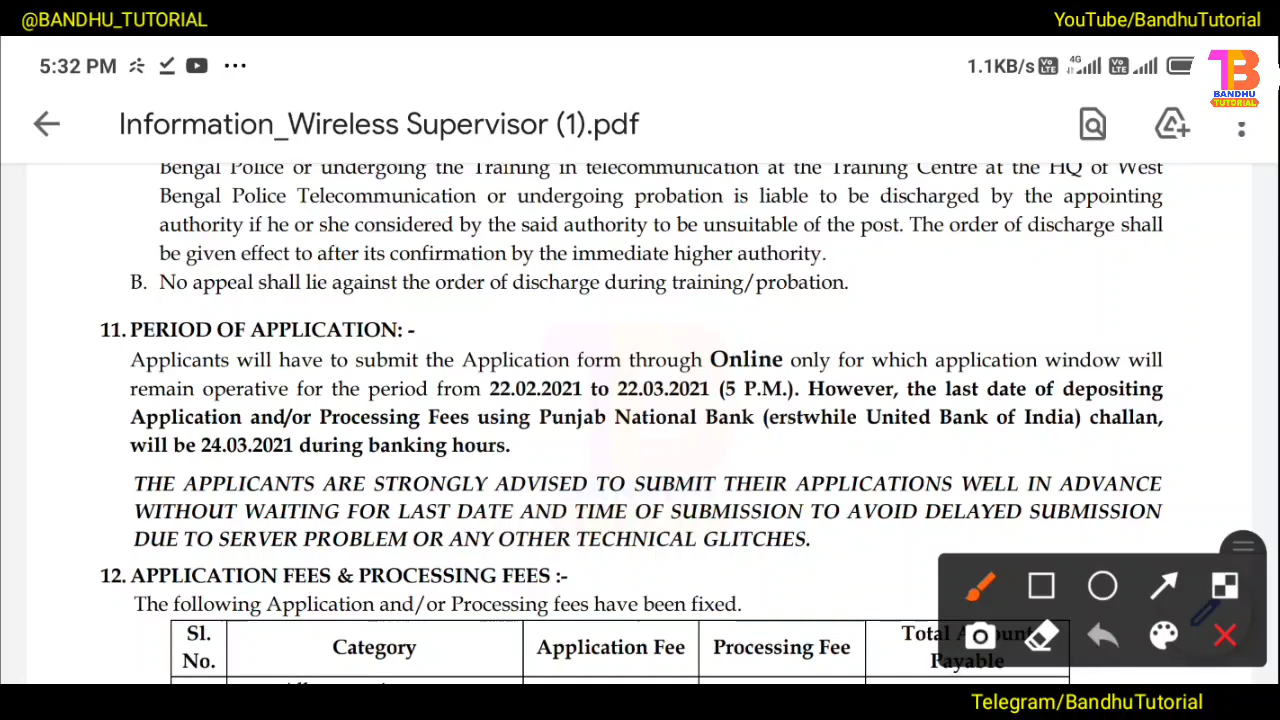 @BANDHU_TUTORIAL
YouTube/BandhuTutorial
5:32 PM
1.1KB/s Vo LTE 4G Vo LTE
TB
BANDHU
TUTORIAL
Information_Wireless Supervisor (1).pdf
Bengal Police or undergoing the Training in telecommunication at the Training Centre at the HQ of West
Bengal Police Telecommunication or undergoing probation is liable to be discharged by the appointing
authority if he or she considered by the said authority to be unsuitable of the post. The order of discharge shall
be given effect to after its confirmation by the immediate higher authority.
B. No appeal shall lie against the order of discharge during training/probation.
11. PERIOD OF APPLICATION: -
Applicants will have to submit the Application form through Online only for which application window will
remain operative for the period from 22.02.2021 to 22.03.2021 (5 P.M.). However, the last date of depositing
Application and/or Processing Fees using Punjab National Bank (erstwhile United Bank of India) challan,
will be 24.03.2021 during banking hours.
THE APPLICANTS ARE STRONGLY ADVISED TO SUBMIT THEIR APPLICATIONS WELL IN ADVANCE
WITHOUT WAITING FOR LAST DATE AND TIME OF SUBMISSION TO AVOID DELAYED SUBMISSION
DUE TO SERVER PROBLEM OR ANY OTHER TECHNICAL GLITCHES.
12. APPLICATION FEES & PROCESSING FEES :-
The following Application and/or Processing fees have been fixed.
Sl.
No.
Category
Application Fee
Processing Fee
Total Amount
Payable
Telegram/BandhuTutorial